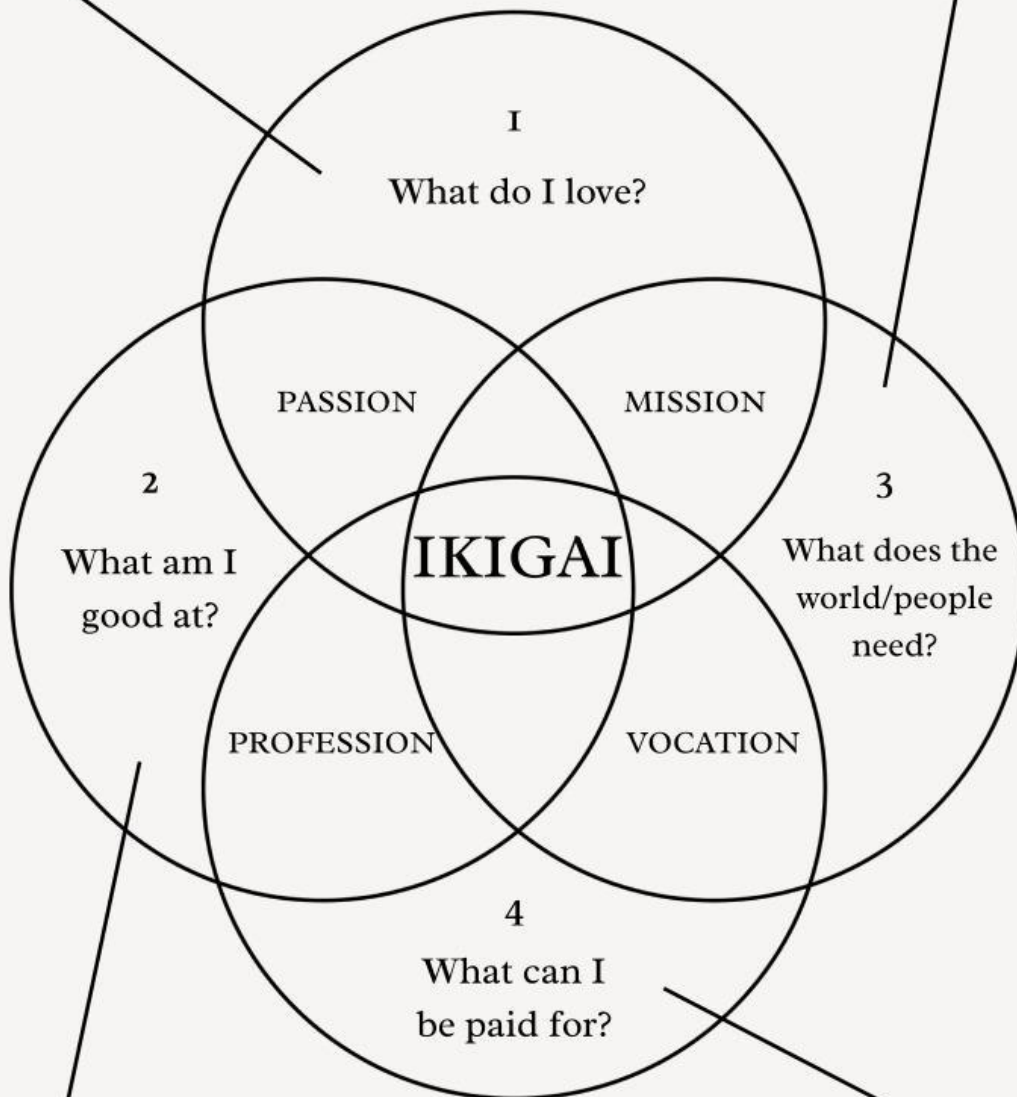 1
What do I love?
PASSION
MISSION
2
What am I
good at?
3
What does the
world/people
need?
IKIGAI
PROFESSION
VOCATION
4
What can I
be paid for?